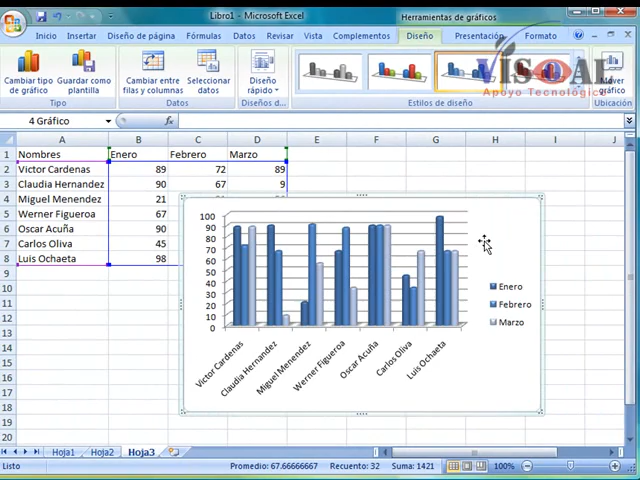 Libro1 - Microsoft Excel
Herramientas de gráficos
Inicio Insertar Diseño de página Fórmulas Datos Revisar Vista Complementos Diseño Presentación Formato
Cambiar tipo de gráfico
Guardar como plantilla
Cambiar entre filas y columnas
Seleccionar datos
Diseño rápido
Mover gráfico
VISOAL
Apoyo Tecnológico
Tipo Datos Diseños d... Estilos de diseño Ubicación
4 Gráfico fx
A B C D E F G H I J
1 Nombres Enero Febrero Marzo
2 Victor Cardenas 89 72 89
3 Claudia Hernandez 90 67 9
4 Miguel Menendez 21
5 Werner Figueroa 67
6 Oscar Acuña 90
7 Carlos Oliva 45
8 Luis Ochaeta 98
9
10
11
12
13
14
15
16
17
18
19
20
100
90
80
70
60
50
40
30
20
10
0
Victor Cardenas
Claudia Hernandez
Miguel Menendez
Werner Figueroa
Oscar Acuña
Carlos Oliva
Luis Ochaeta
Enero
Febrero
Marzo
Hoja1 Hoja2 Hoja3
Listo Promedio: 67.66666667 Recuento: 32 Suma: 1421 100%